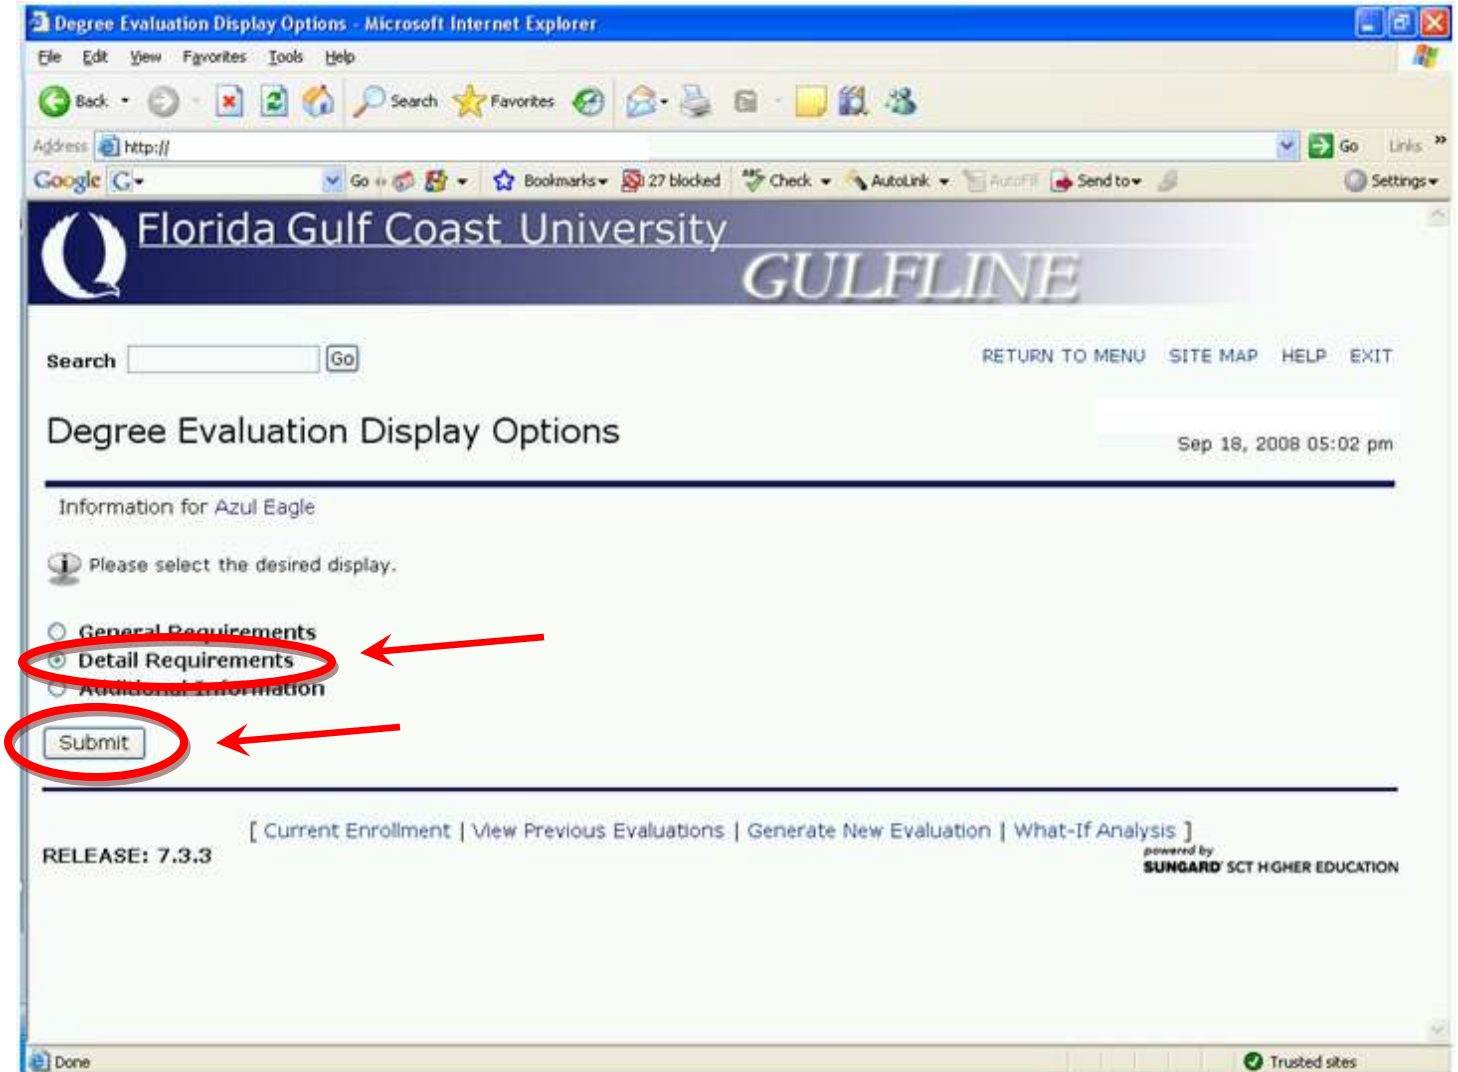 Degree Evaluation Display Options - Microsoft Internet Explorer
File Edit View Favorites Tools Help
Back Search Favorites
Address http:// Go Links »
Google G Go Bookmarks 27 blocked ABC Check AutoLink AutoFill Send to Settings
Florida Gulf Coast University
GULFLINE
Search Go RETURN TO MENU SITE MAP HELP EXIT
Degree Evaluation Display Options
Sep 18, 2008 05:02 pm
Information for Azul Eagle
i Please select the desired display.
General Requirements
Detail Requirements
Additional Information
Submit
[ Current Enrollment | View Previous Evaluations | Generate New Evaluation | What-If Analysis ]
RELEASE: 7.3.3
powered by
SUNGARD' SCT HIGHER EDUCATION
Done Trusted sites